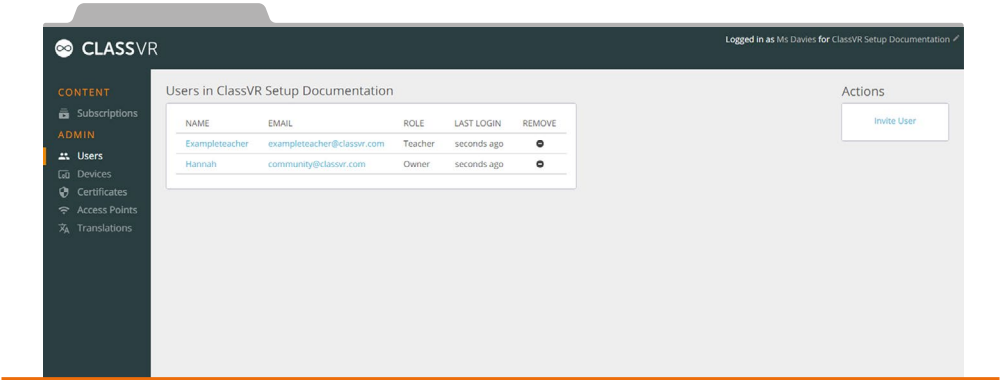 CLASSVR
Logged in as Ms Davies for ClassVR Setup Documentation
CONTENT
Subscriptions
ADMIN
Users
Devices
Certificates
Access Points
Translations
Users in ClassVR Setup Documentation
NAME EMAIL ROLE LAST LOGIN REMOVE
Exampleteacher exampleteacher@classvr.com Teacher seconds ago
Hannah community@classvr.com Owner seconds ago
Actions
Invite User